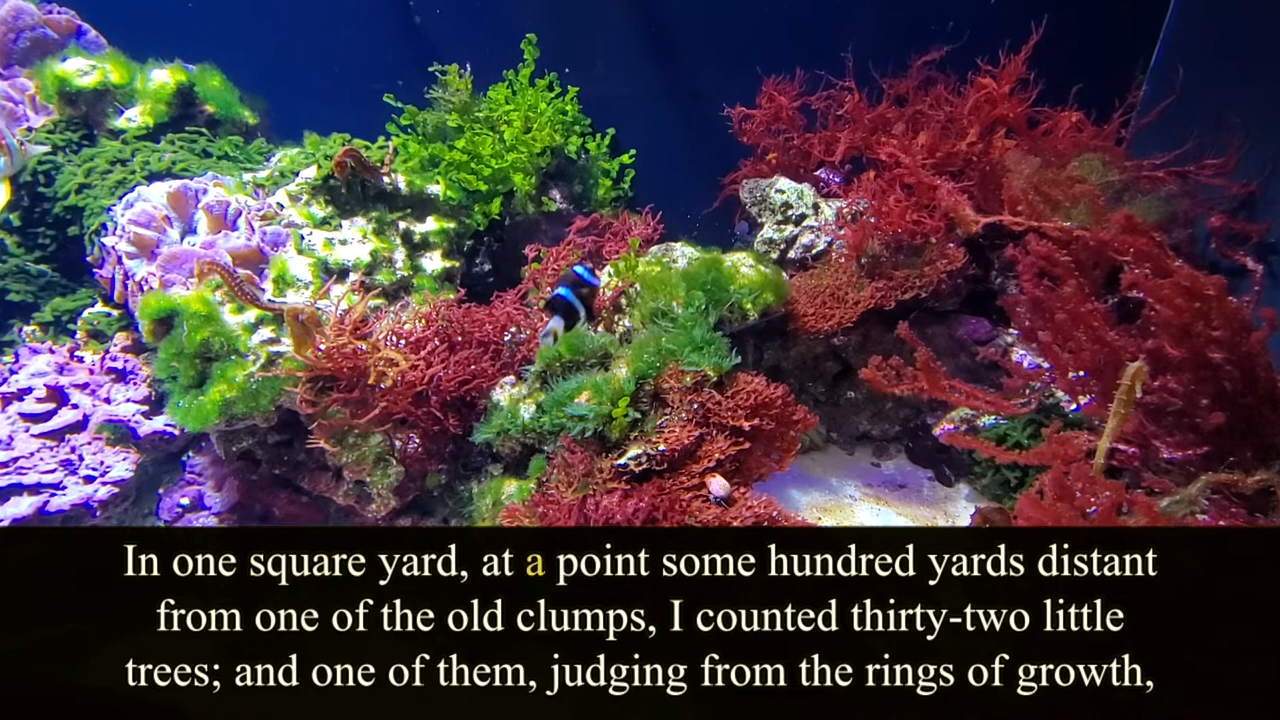 In one square yard, at a point some hundred yards distant
from one of the old clumps, I counted thirty-two little
trees; and one of them, judging from the rings of growth,